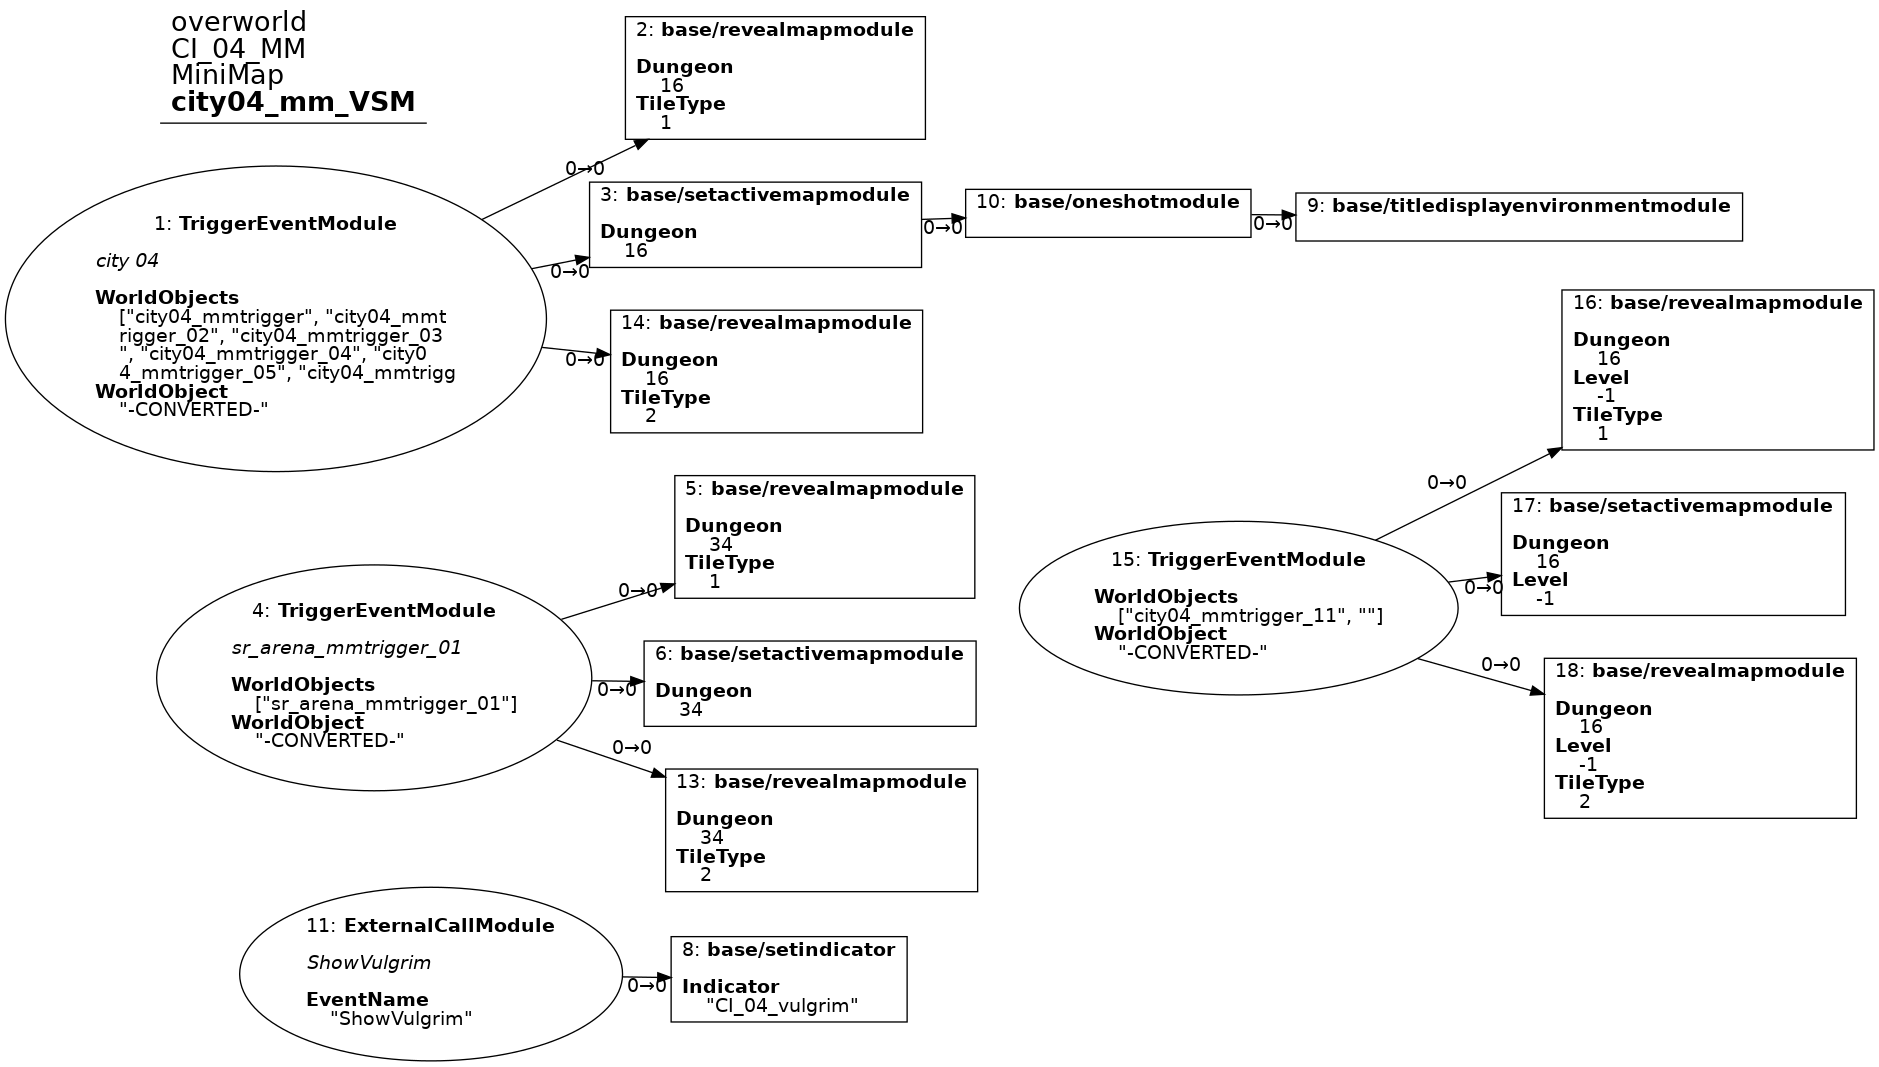 overworld
CI_04_MM
MiniMap
city04_mm_VSM
2: base/revealmapmodule
Dungeon
16
TileType
1
0→0
1: TriggerEventModule
city 04
WorldObjects
["city04_mmtrigger", "city04_mmt
rigger_02", "city04_mmtrigger_03
", "city04_mmtrigger_04", "city0
4_mmtrigger_05", "city04_mmtrigg
WorldObject
"-CONVERTED-"
3: base/setactivemapmodule
Dungeon
16
0→0
0→0
10: base/oneshotmodule
0→0
9: base/titledisplayenvironmentmodule
14: base/revealmapmodule
Dungeon
16
TileType
2
0→0
16: base/revealmapmodule
Dungeon
16
Level
-1
TileType
1
0→0
5: base/revealmapmodule
Dungeon
34
TileType
1
0→0
4: TriggerEventModule
sr_arena_mmtrigger_01
WorldObjects
["sr_arena_mmtrigger_01"]
WorldObject
"-CONVERTED-"
6: base/setactivemapmodule
Dungeon
34
0→0
13: base/revealmapmodule
Dungeon
34
TileType
2
0→0
15: TriggerEventModule
WorldObjects
["city04_mmtrigger_11", ""]
WorldObject
"-CONVERTED-"
17: base/setactivemapmodule
Dungeon
16
Level
-1
0→0
18: base/revealmapmodule
Dungeon
16
Level
-1
TileType
2
0→0
11: ExternalCallModule
ShowVulgrim
EventName
"ShowVulgrim"
0→0
8: base/setindicator
Indicator
"CI_04_vulgrim"